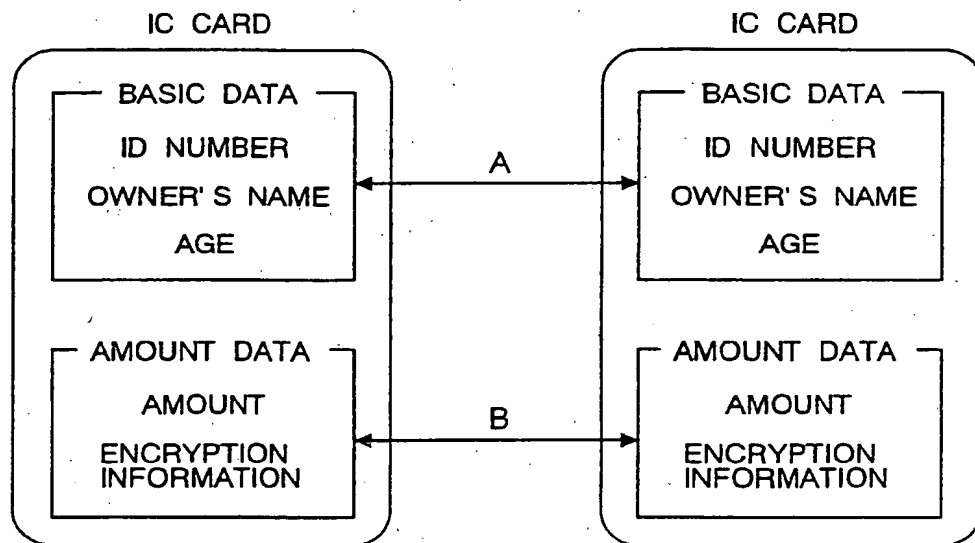 IC CARD
BASIC DATA
ID NUMBER
OWNER'S NAME
AGE
AMOUNT DATA
AMOUNT
ENCRYPTION
INFORMATION
A
B
IC CARD
BASIC DATA
ID NUMBER
OWNER'S NAME
AGE
AMOUNT DATA
AMOUNT
ENCRYPTION
INFORMATION